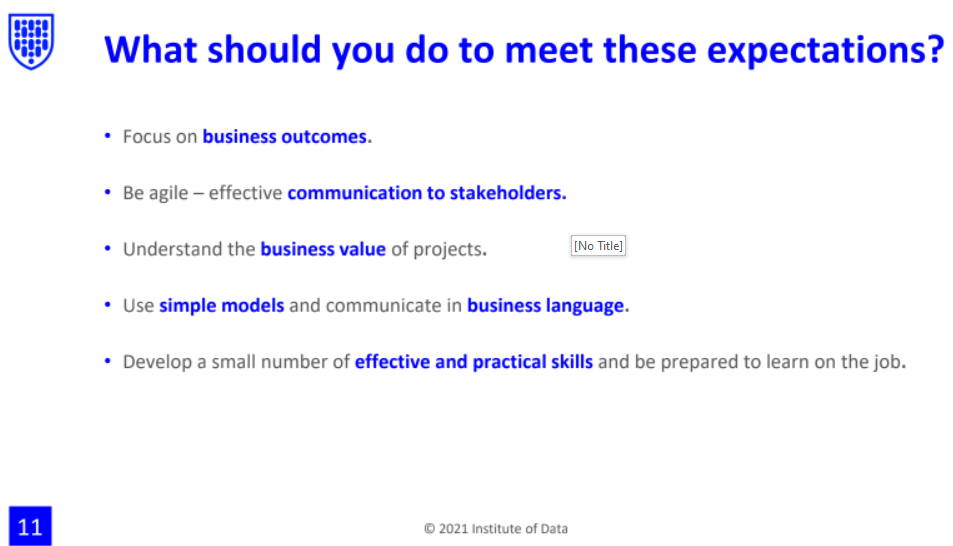 What should you do to meet these expectations?
• Focus on business outcomes.
• Be agile – effective communication to stakeholders.
• Understand the business value of projects.
[No Title]
• Use simple models and communicate in business language.
• Develop a small number of effective and practical skills and be prepared to learn on the job.
11
© 2021 Institute of Data